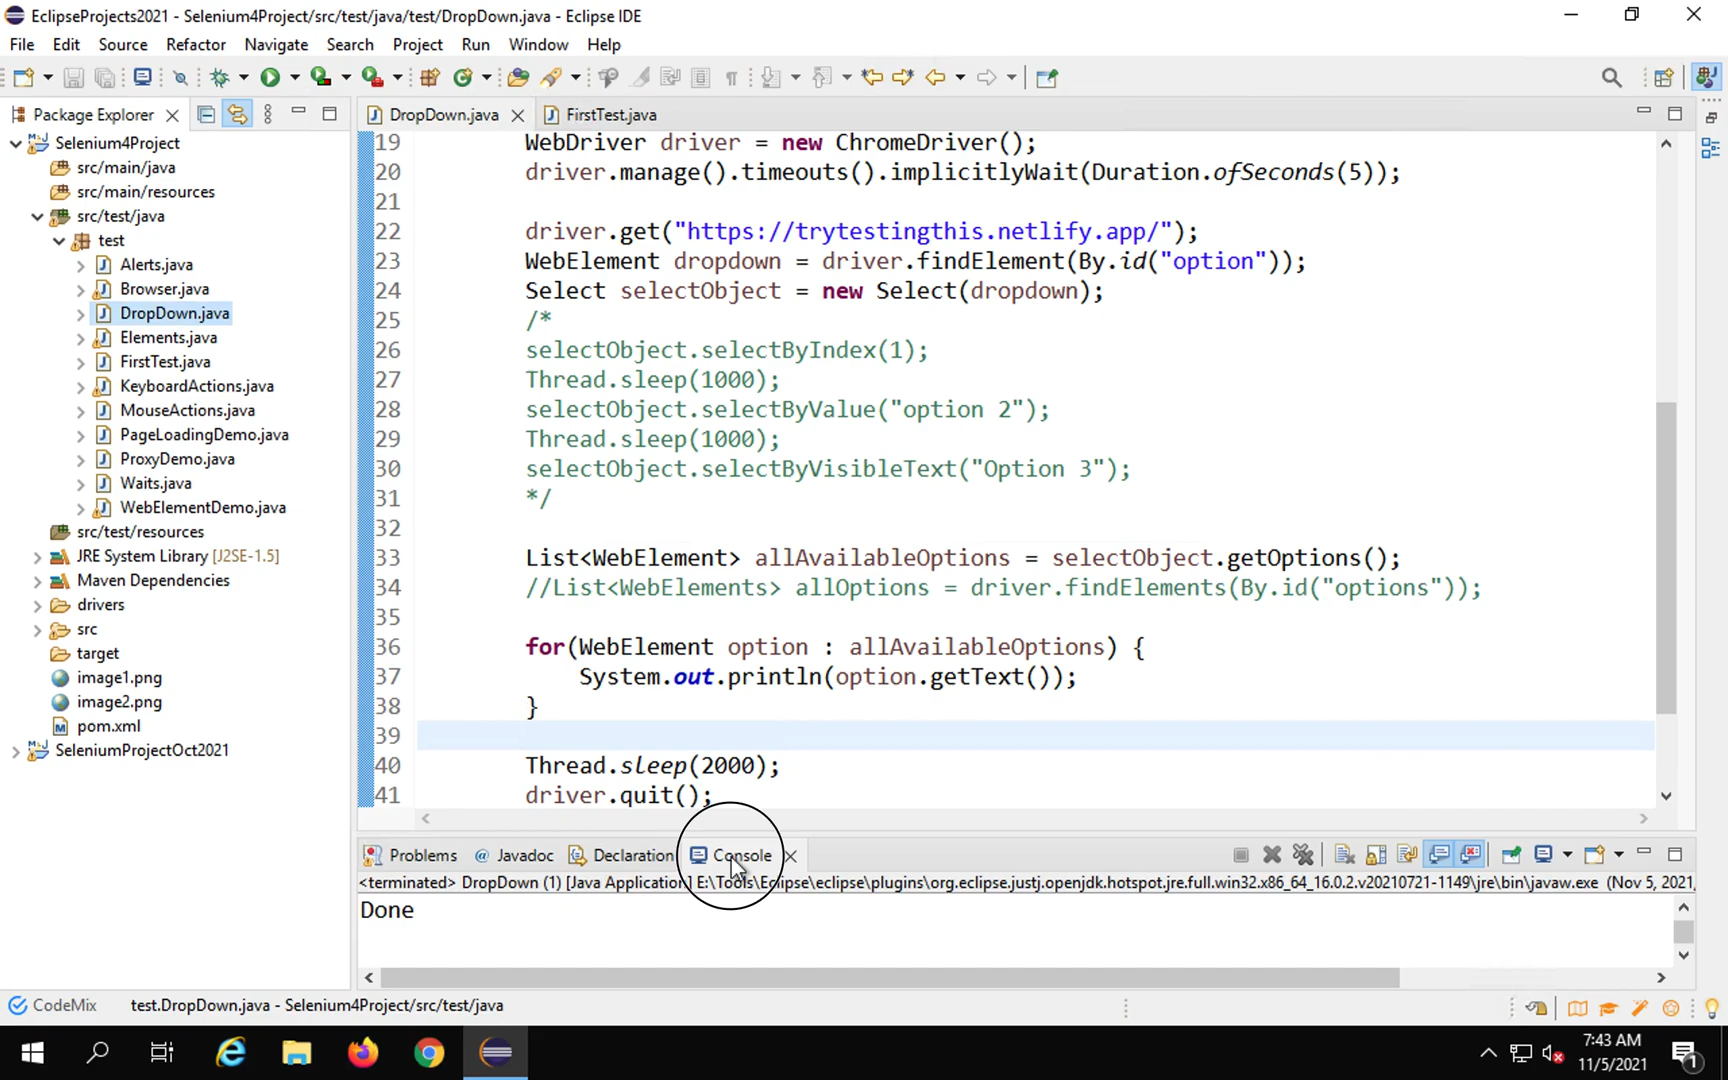 EclipseProjects2021 - Selenium4Project/src/test/java/test/DropDown.java - Eclipse IDE
File Edit Source Refactor Navigate Search Project Run Window Help
Package Explorer
DropDown.java
FirstTest.java
Selenium4Project
src/main/java
src/main/resources
src/test/java
test
Alerts.java
Browser.java
DropDown.java
Elements.java
FirstTest.java
KeyboardActions.java
MouseActions.java
PageLoadingDemo.java
ProxyDemo.java
Waits.java
WebElementDemo.java
src/test/resources
JRE System Library [J2SE-1.5]
Maven Dependencies
drivers
src
target
image1.png
image2.png
pom.xml
SeleniumProjectOct2021
19 WebDriver driver = new ChromeDriver();
20 driver.manage().timeouts().implicitlyWait(Duration.ofSeconds(5));
21
22 driver.get("https://trytestingthis.netlify.app/");
23 WebElement dropdown = driver.findElement(By.id("option"));
24 Select selectObject = new Select(dropdown);
25 /*
26 selectObject.selectByIndex(1);
27 Thread.sleep(1000);
28 selectObject.selectByValue("option 2");
29 Thread.sleep(1000);
30 selectObject.selectByVisibleText("Option 3");
31 */
32
33 List<WebElement> allAvailableOptions = selectObject.getOptions();
34 //List<WebElements> allOptions = driver.findElements(By.id("options"));
35
36 for(WebElement option : allAvailableOptions) {
37 System.out.println(option.getText());
38 }
39
40 Thread.sleep(2000);
41 driver.quit();
Problems @ Javadoc Declaration Console
<terminated> DropDown (1) [Java Application] E:\Tools\Eclipse\eclipse\plugins\org.eclipse.justj.openjdk.hotspot.jre.full.win32.x86_64_16.0.2.v20210721-1149\jre\bin\javaw.exe (Nov 5, 2021,
Done
CodeMix
test.DropDown.java - Selenium4Project/src/test/java
7:43 AM
11/5/2021
1